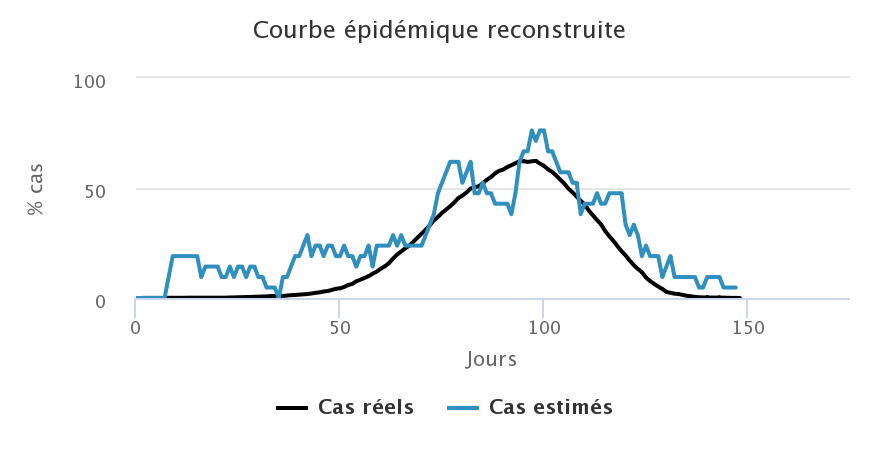 Courbe épidémique reconstruite
100
50
0
% cas
0 50 100 150
Jours
Cas réels Cas estimés